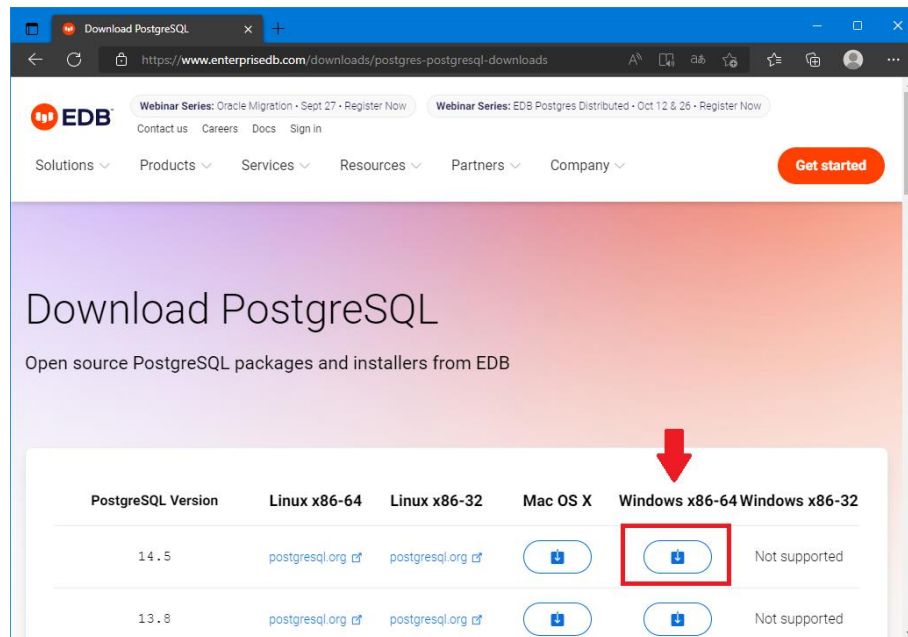 Download PostgreSQL
https://www.enterprisedb.com/downloads/postgres-postgresql-downloads
EDB
Webinar Series: Oracle Migration • Sept 27 • Register Now
Webinar Series: EDB Postgres Distributed • Oct 12 & 26 • Register Now
Contact us Careers Docs Sign in
Solutions Products Services Resources Partners Company Get started
Download PostgreSQL
Open source PostgreSQL packages and installers from EDB
PostgreSQL Version Linux x86-64 Linux x86-32 Mac OS X Windows x86-64 Windows x86-32
14.5 postgresql.org postgresql.org Not supported
13.8 postgresql.org postgresql.org Not supported